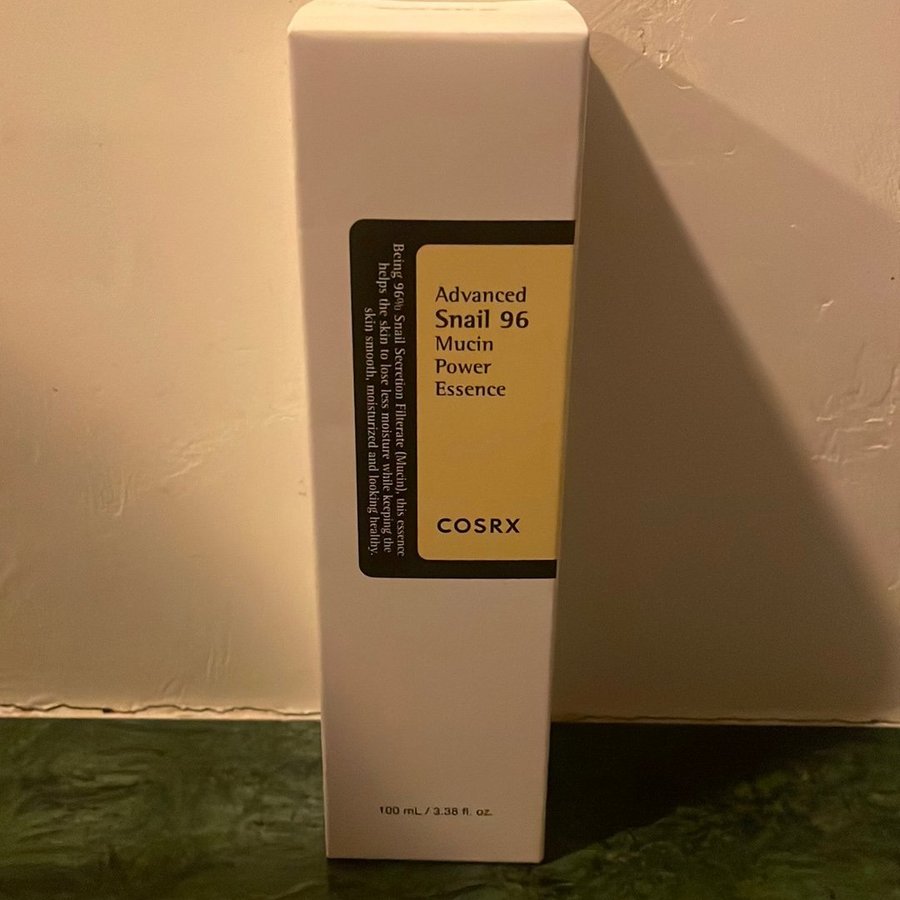 Advanced
Snail 96
Mucin
Power
Essence
COSRX
Being 96% Snail Secretion Filterate (Mucin), this essence
helps the skin to lose less moisture while keeping the
skin smooth, moisturized and looking healthy.
100 mL / 3.38 fl. oz.